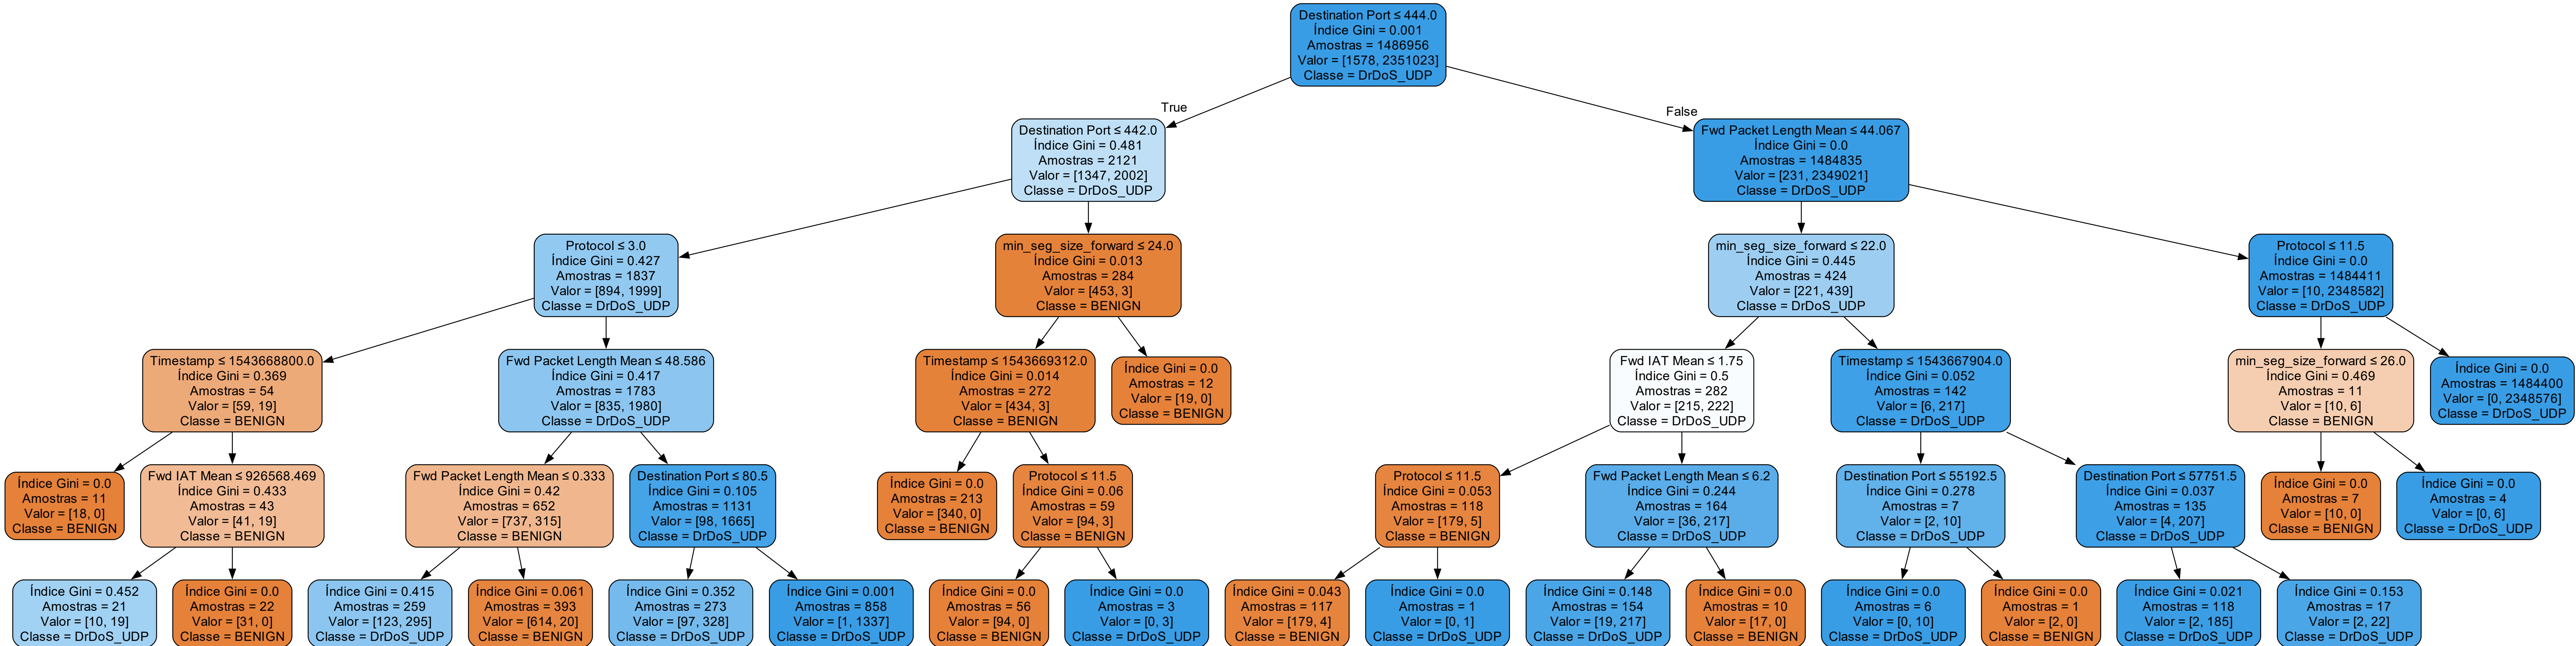 Destination Port ≤ 444.0
Índice Gini = 0.001
Amostras = 1486956
Valor = [1578, 2351023]
Classe = DrDoS_UDP
True
False
Destination Port ≤ 442.0
Índice Gini = 0.481
Amostras = 2121
Valor = [1347, 2002]
Classe = DrDoS_UDP
Fwd Packet Length Mean ≤ 44.067
Índice Gini = 0.0
Amostras = 1484835
Valor = [231, 2349021]
Classe = DrDoS_UDP
Protocol ≤ 3.0
Índice Gini = 0.427
Amostras = 1837
Valor = [894, 1999]
Classe = DrDoS_UDP
min_seg_size_forward ≤ 24.0
Índice Gini = 0.013
Amostras = 284
Valor = [453, 3]
Classe = BENIGN
min_seg_size_forward ≤ 22.0
Índice Gini = 0.445
Amostras = 424
Valor = [221, 439]
Classe = DrDoS_UDP
Protocol ≤ 11.5
Índice Gini = 0.0
Amostras = 1484411
Valor = [10, 2348582]
Classe = DrDoS_UDP
Timestamp ≤ 1543668800.0
Índice Gini = 0.369
Amostras = 54
Valor = [59, 19]
Classe = BENIGN
Fwd Packet Length Mean ≤ 48.586
Índice Gini = 0.417
Amostras = 1783
Valor = [835, 1980]
Classe = DrDoS_UDP
Timestamp ≤ 1543669312.0
Índice Gini = 0.014
Amostras = 272
Valor = [434, 3]
Classe = BENIGN
Índice Gini = 0.0
Amostras = 12
Valor = [19, 0]
Classe = BENIGN
Fwd IAT Mean ≤ 1.75
Índice Gini = 0.5
Amostras = 282
Valor = [215, 222]
Classe = DrDoS_UDP
Timestamp ≤ 1543667904.0
Índice Gini = 0.052
Amostras = 142
Valor = [6, 217]
Classe = DrDoS_UDP
min_seg_size_forward ≤ 26.0
Índice Gini = 0.469
Amostras = 11
Valor = [10, 6]
Classe = BENIGN
Índice Gini = 0.0
Amostras = 1484400
Valor = [0, 2348576]
Classe = DrDoS_UDP
Índice Gini = 0.0
Amostras = 11
Valor = [18, 0]
Classe = BENIGN
Fwd IAT Mean ≤ 926568.469
Índice Gini = 0.433
Amostras = 43
Valor = [41, 19]
Classe = BENIGN
Fwd Packet Length Mean ≤ 0.333
Índice Gini = 0.42
Amostras = 652
Valor = [737, 315]
Classe = BENIGN
Destination Port ≤ 80.5
Índice Gini = 0.105
Amostras = 1131
Valor = [98, 1665]
Classe = DrDoS_UDP
Índice Gini = 0.0
Amostras = 213
Valor = [340, 0]
Classe = BENIGN
Protocol ≤ 11.5
Índice Gini = 0.06
Amostras = 59
Valor = [94, 3]
Classe = BENIGN
Protocol ≤ 11.5
Índice Gini = 0.053
Amostras = 118
Valor = [179, 5]
Classe = BENIGN
Fwd Packet Length Mean ≤ 6.2
Índice Gini = 0.244
Amostras = 164
Valor = [36, 217]
Classe = DrDoS_UDP
Destination Port ≤ 55192.5
Índice Gini = 0.278
Amostras = 7
Valor = [2, 10]
Classe = DrDoS_UDP
Destination Port ≤ 57751.5
Índice Gini = 0.037
Amostras = 135
Valor = [4, 207]
Classe = DrDoS_UDP
Índice Gini = 0.0
Amostras = 7
Valor = [10, 0]
Classe = BENIGN
Índice Gini = 0.0
Amostras = 4
Valor = [0, 6]
Classe = DrDoS_UDP
Índice Gini = 0.452
Amostras = 21
Valor = [10, 19]
Classe = DrDoS_UDP
Índice Gini = 0.0
Amostras = 22
Valor = [31, 0]
Classe = BENIGN
Índice Gini = 0.415
Amostras = 259
Valor = [123, 295]
Classe = DrDoS_UDP
Índice Gini = 0.061
Amostras = 393
Valor = [614, 20]
Classe = BENIGN
Índice Gini = 0.352
Amostras = 273
Valor = [97, 328]
Classe = DrDoS_UDP
Índice Gini = 0.001
Amostras = 858
Valor = [1, 1337]
Classe = DrDoS_UDP
Índice Gini = 0.0
Amostras = 56
Valor = [94, 0]
Classe = BENIGN
Índice Gini = 0.0
Amostras = 3
Valor = [0, 3]
Classe = DrDoS_UDP
Índice Gini = 0.043
Amostras = 117
Valor = [179, 4]
Classe = BENIGN
Índice Gini = 0.0
Amostras = 1
Valor = [0, 1]
Classe = DrDoS_UDP
Índice Gini = 0.148
Amostras = 154
Valor = [19, 217]
Classe = DrDoS_UDP
Índice Gini = 0.0
Amostras = 10
Valor = [17, 0]
Classe = BENIGN
Índice Gini = 0.0
Amostras = 6
Valor = [0, 10]
Classe = DrDoS_UDP
Índice Gini = 0.0
Amostras = 1
Valor = [2, 0]
Classe = BENIGN
Índice Gini = 0.021
Amostras = 118
Valor = [2, 185]
Classe = DrDoS_UDP
Índice Gini = 0.153
Amostras = 17
Valor = [2, 22]
Classe = DrDoS_UDP